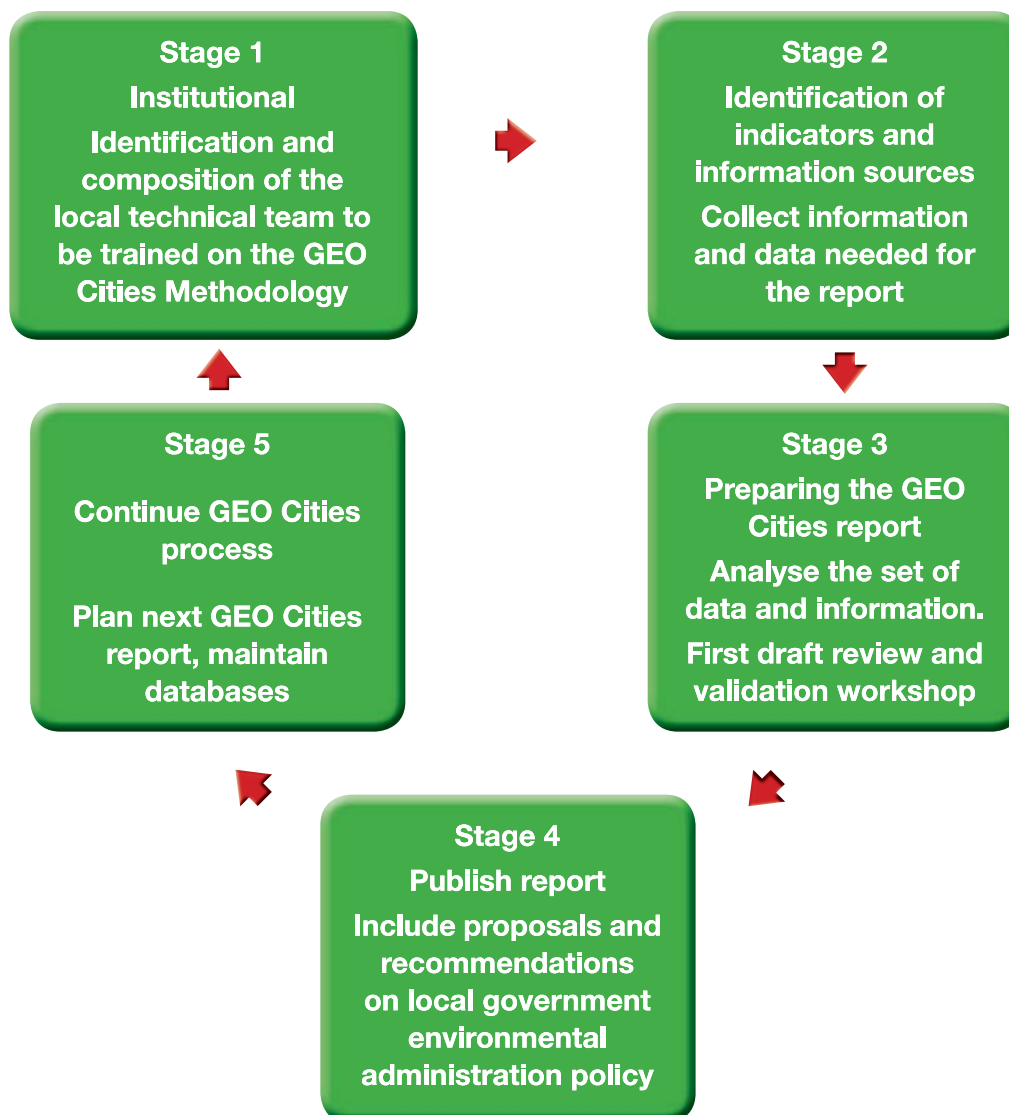 Stage 1
Institutional
Identification and
composition of the
local technical team to
be trained on the GEO
Cities Methodology
Stage 2
Identification of
indicators and
information sources
Collect information
and data needed for
the report
Stage 3
Preparing the GEO
Cities report
Analyse the set of
data and information.
First draft review and
validation workshop
Stage 4
Publish report
Include proposals and
recommendations
on local government
environmental
administration policy
Stage 5
Continue GEO Cities
process
Plan next GEO Cities
report, maintain
databases